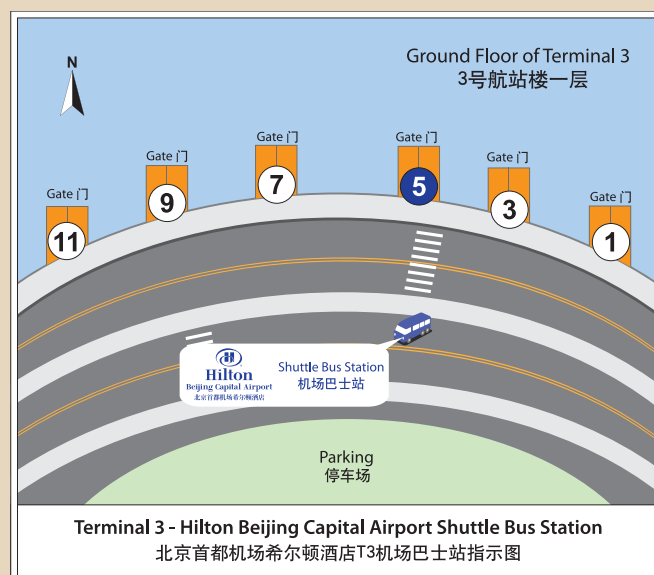 Ground Floor of Terminal 3
3号航站楼一层
N
Gate 门
11
Gate 门
9
Gate 门
7
Gate 门
5
Gate 门
3
Gate 门
1
Hilton
Beijing Capital Airport
北京首都机场希尔顿酒店
Shuttle Bus Station
机场巴士站
Parking
停车场
Terminal 3 - Hilton Beijing Capital Airport Shuttle Bus Station
北京首都机场希尔顿酒店T3机场巴士站指示图